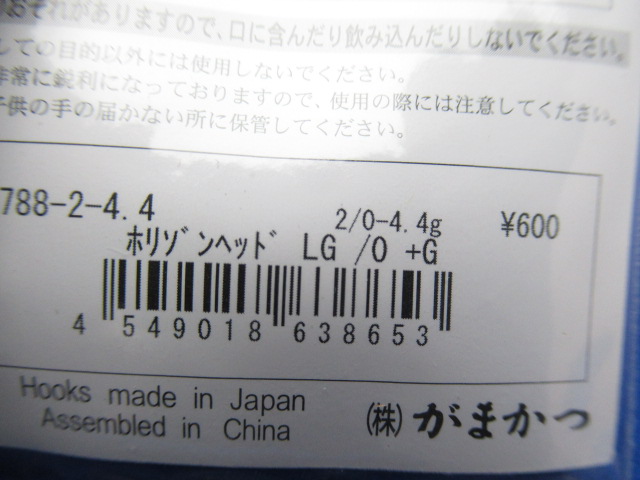 おそれがありますので、口に含んだり飲み込んだりしないでください。
しての目的以外には使用しないでください。
非常に鋭利になっておりますので、使用の際には注意してください。
子供の手の届かない所に保管してください。
788-2-4.4 2/0-4.4g ¥600
ホリゾンヘッド LG /0 +G
4 549018 638653
Hooks made in Japan
Assembled in China
(株) がまかつ